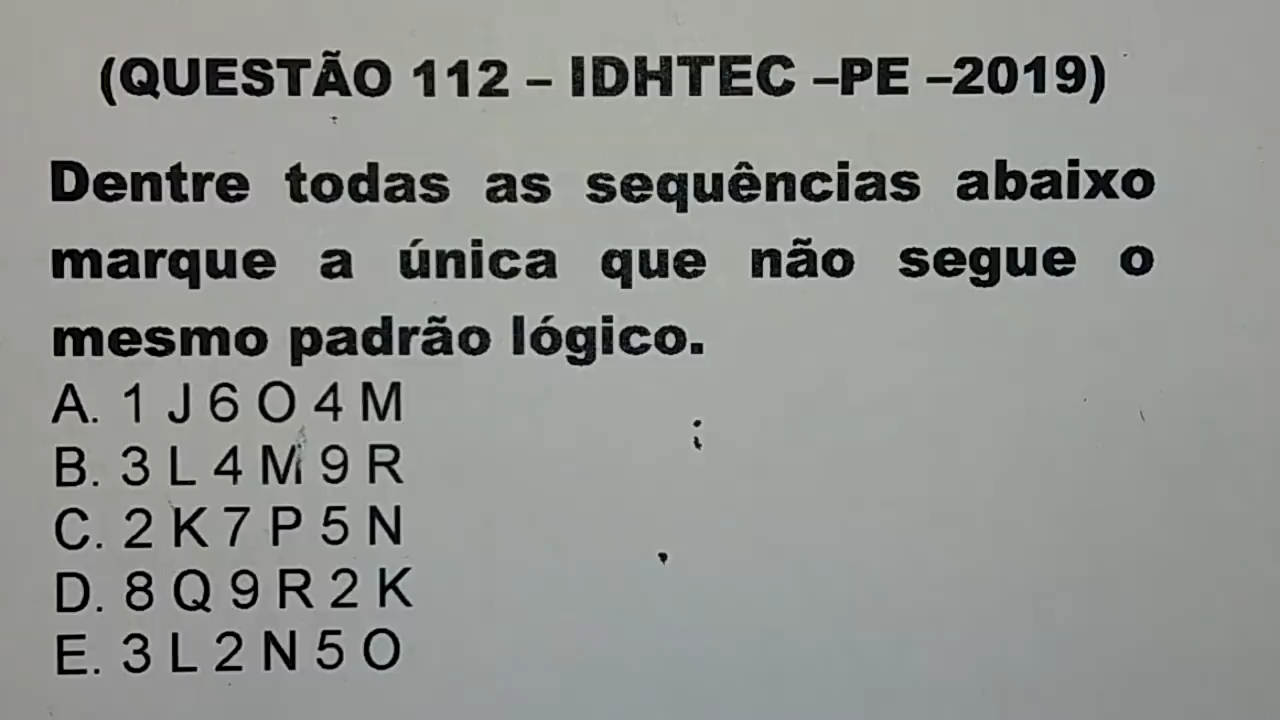 (QUESTÃO 112 – IDHTEC –PE –2019)
Dentre todas as sequências abaixo
marque a única que não segue o
mesmo padrão lógico.
A. 1 J 6 O 4 M
B. 3 L 4 M 9 R
C. 2 K 7 P 5 N
D. 8 Q 9 R 2 K
E. 3 L 2 N 5 O